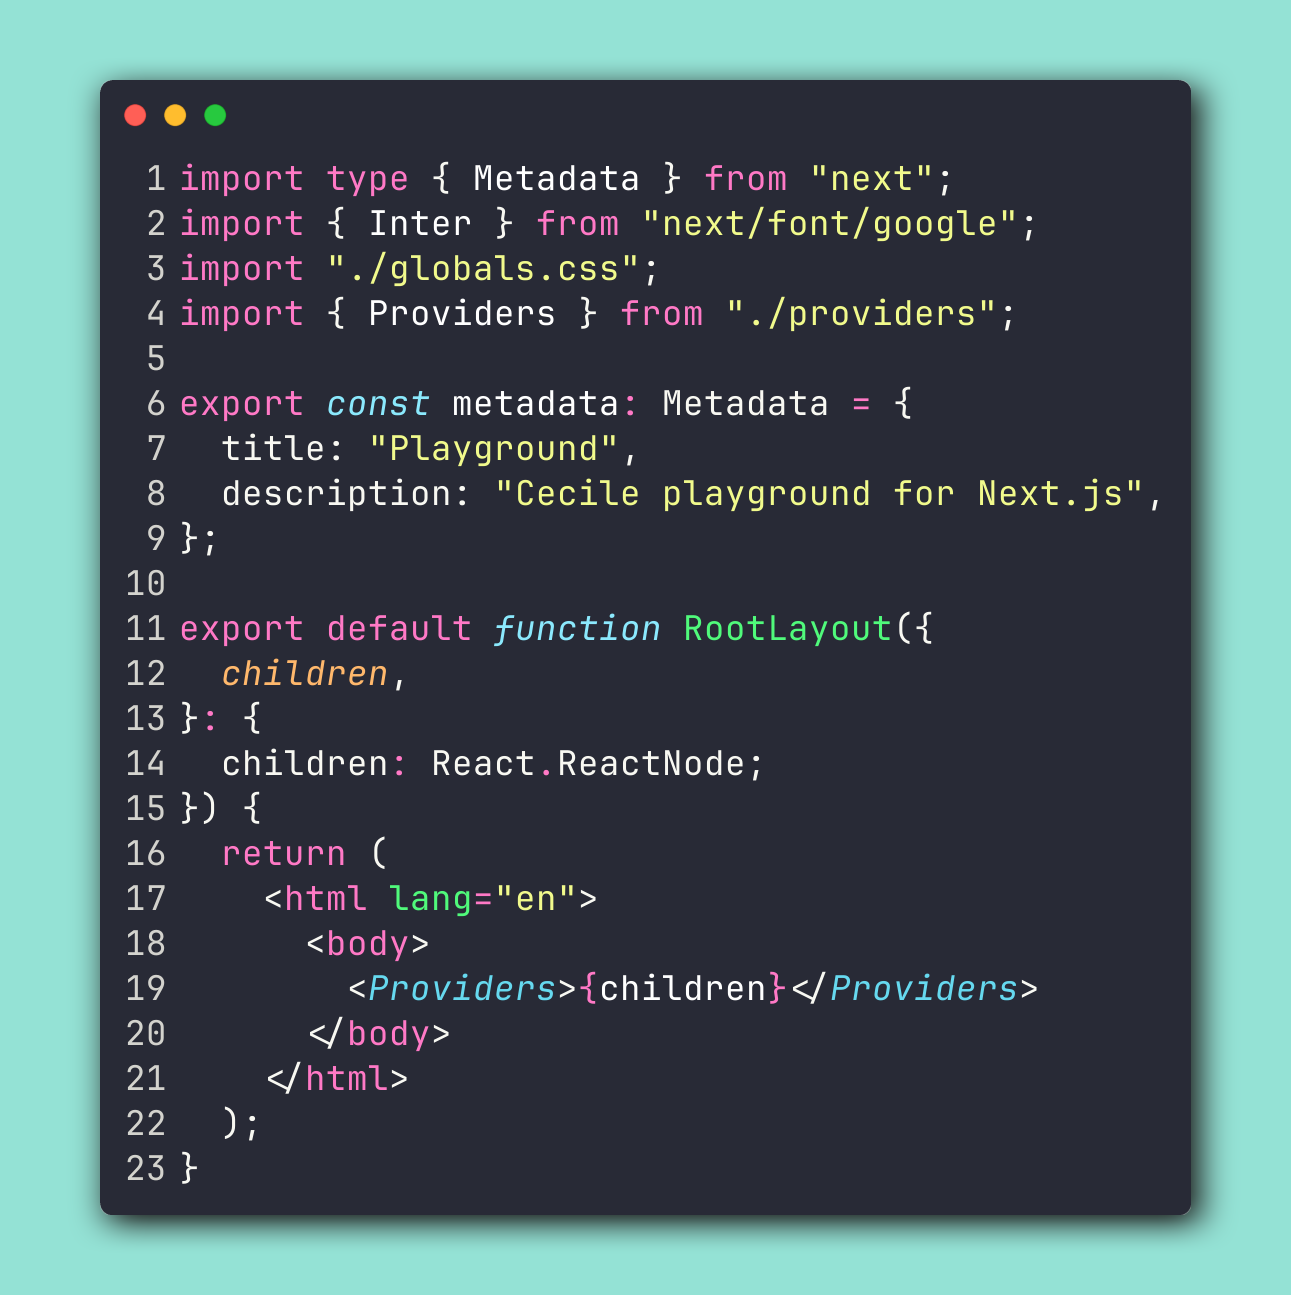 1 import type { Metadata } from "next";
2 import { Inter } from "next/font/google";
3 import "./globals.css";
4 import { Providers } from "./providers";
5
6 export const metadata: Metadata = {
7   title: "Playground",
8   description: "Cecile playground for Next.js",
9 };
10
11 export default function RootLayout({
12   children,
13 }: {
14   children: React.ReactNode;
15 }) {
16   return (
17     <html lang="en">
18       <body>
19         <Providers>{children}</Providers>
20       </body>
21     </html>
22   );
23 }